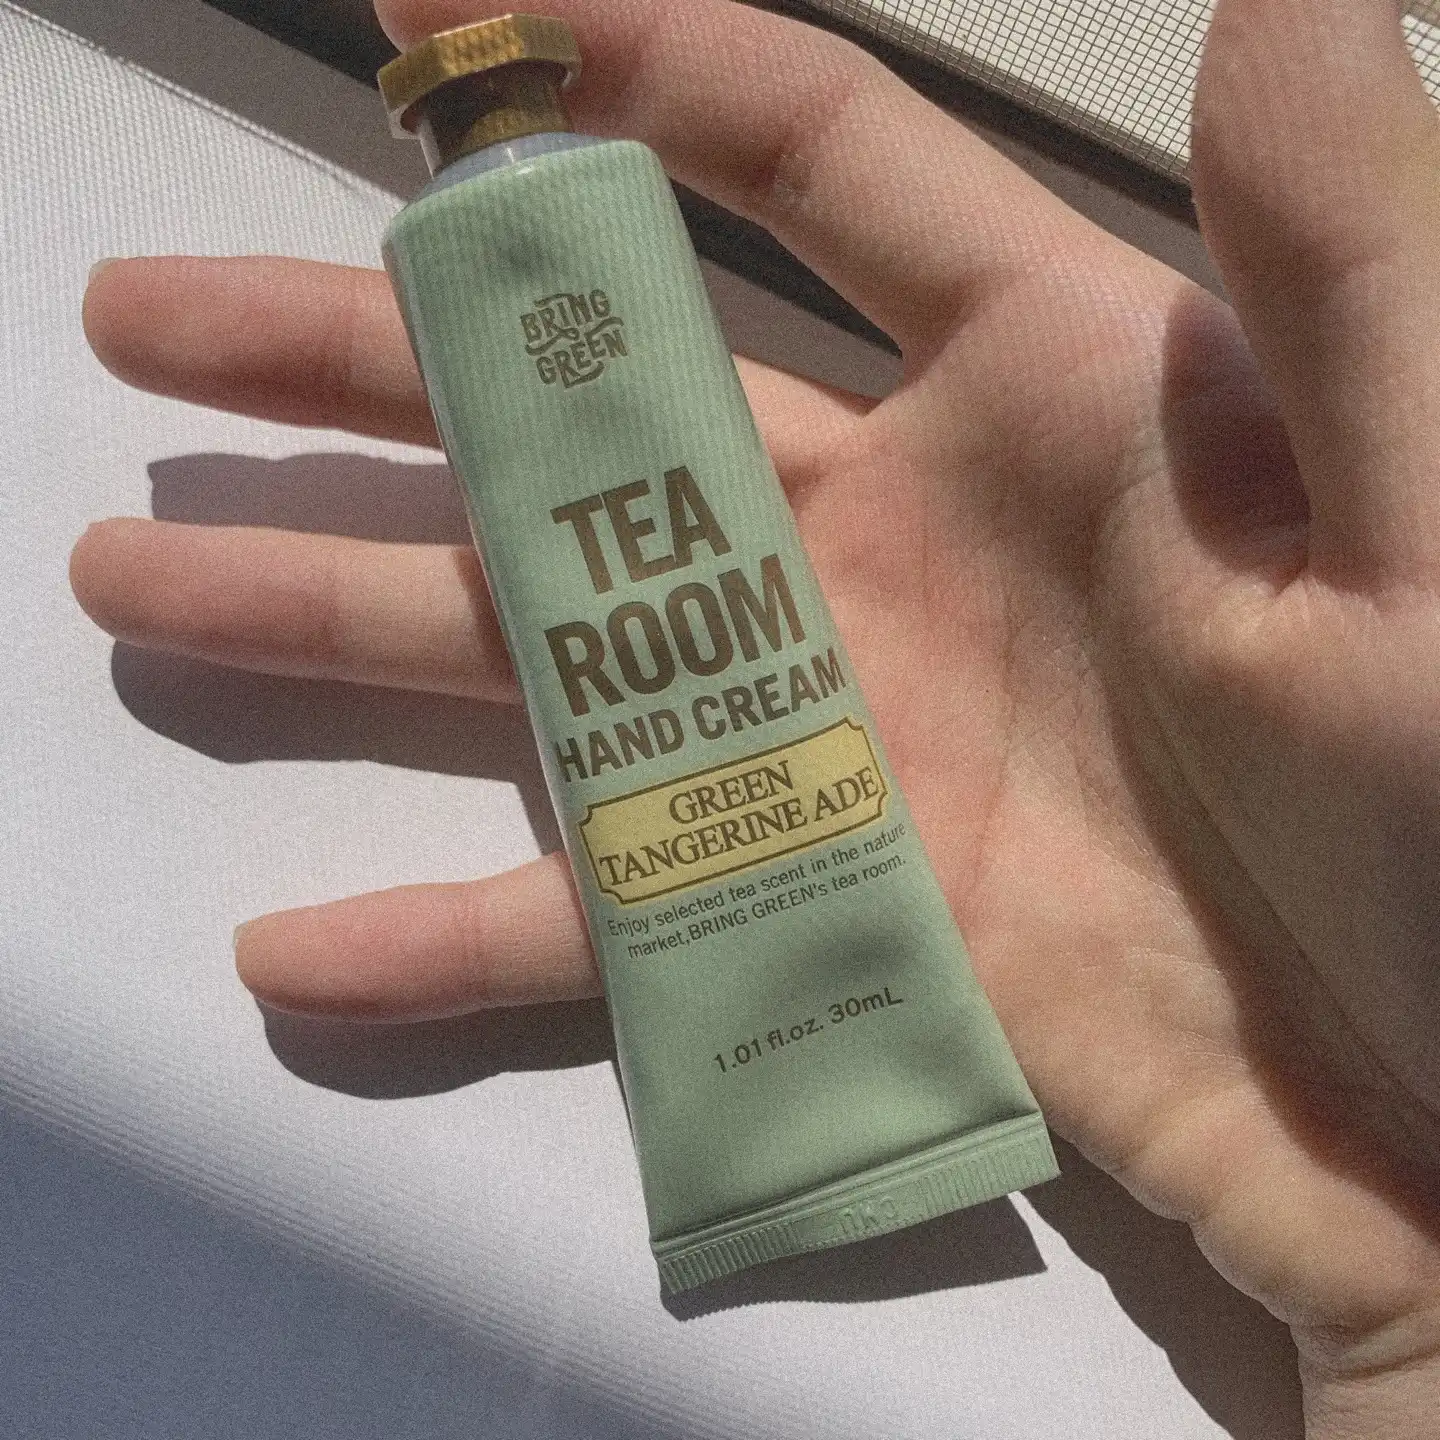 BRING
GREEN
TEA
ROOM
HAND CREAM
GREEN
TANGERINE ADE
Enjoy selected tea scent in the nature
market,BRING GREEN's tea room.
1.01 fl.oz. 30mL